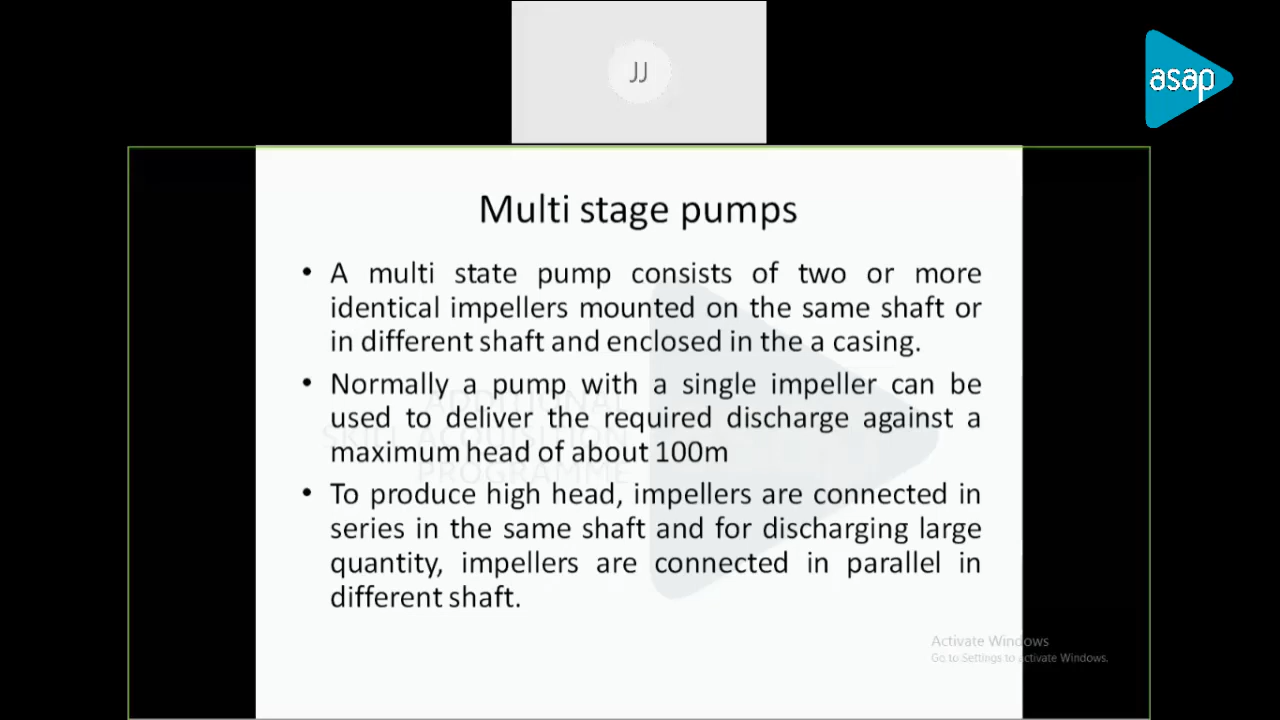 JJ
asap
Multi stage pumps
• A multi state pump consists of two or more
identical impellers mounted on the same shaft or
in different shaft and enclosed in the a casing.
• Normally a pump with a single impeller can be
used to deliver the required discharge against a
maximum head of about 100m
• To produce high head, impellers are connected in
series in the same shaft and for discharging large
quantity, impellers are connected in parallel in
different shaft.
ADDITIONAL
SKILL ACQUISITION
PROGRAMME
Activate Windows
Go to Settings to activate Windows.